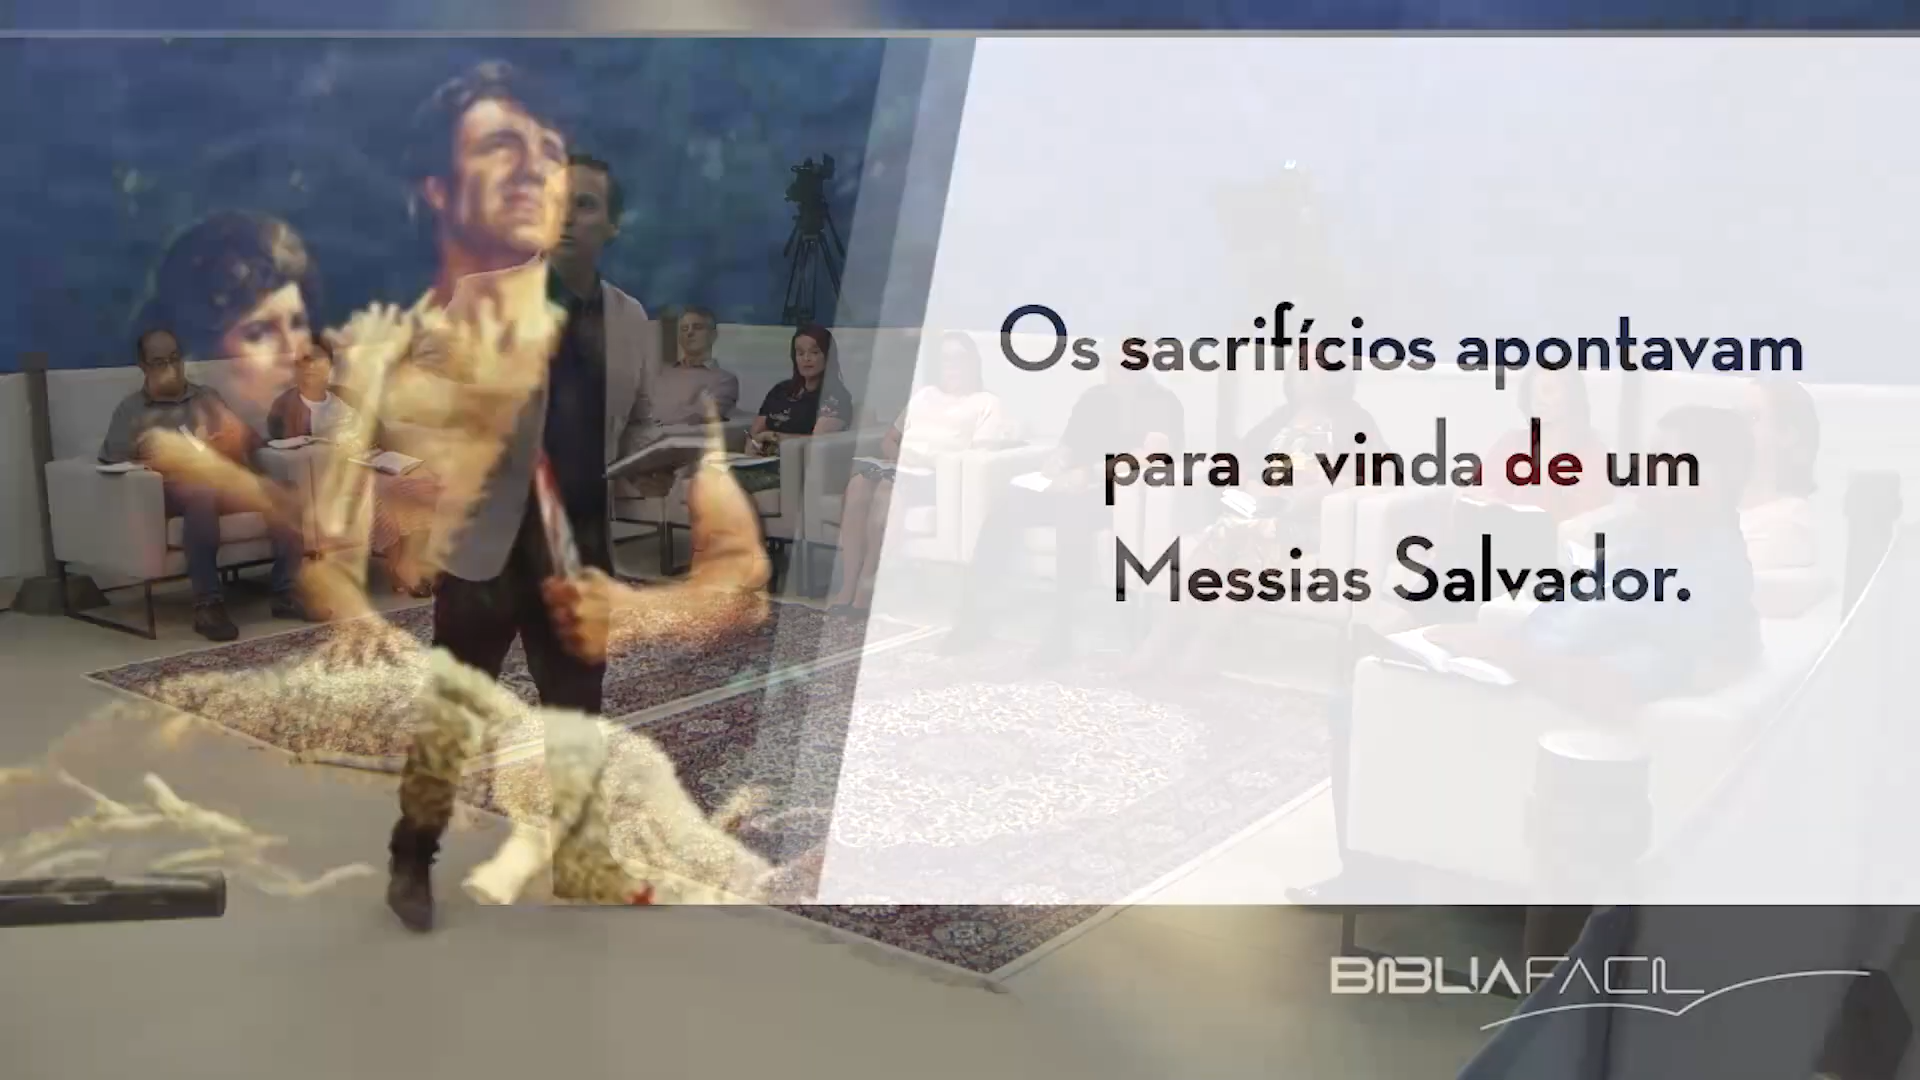 Os sacrifícios apontavam
para a vinda de um
Messias Salvador.
BIBLIAFACIL